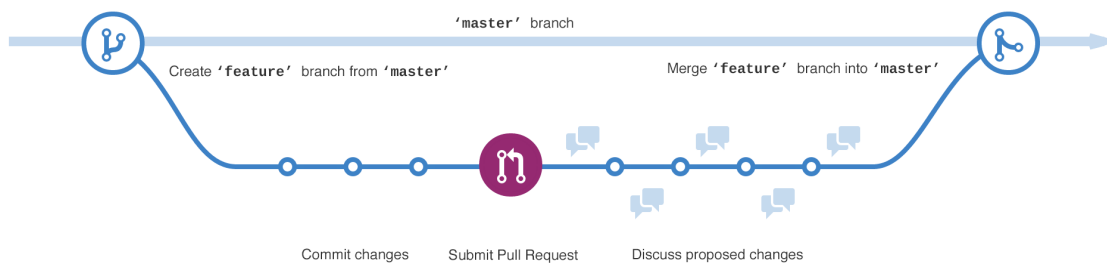 ‘master’ branch
Create ‘feature’ branch from ‘master’
Merge ‘feature’ branch into ‘master’
Commit changes
Submit Pull Request
Discuss proposed changes